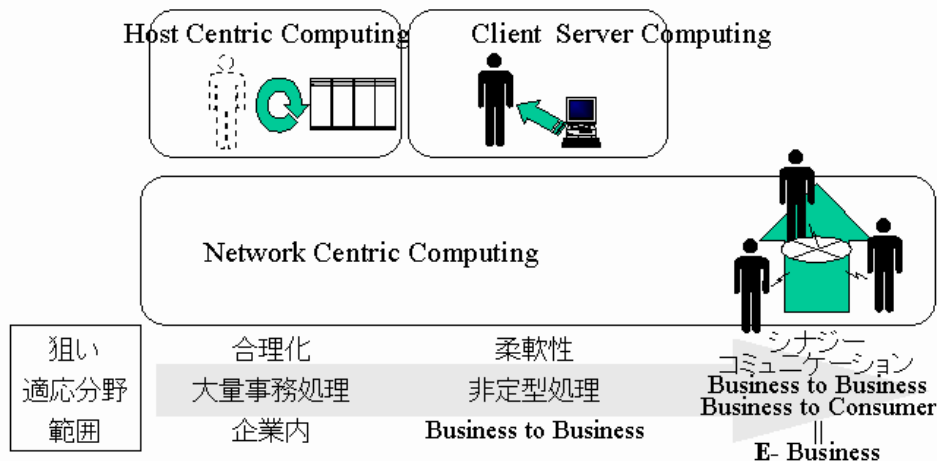 Host Centric Computing
Client Server Computing
Network Centric Computing
狙い 合理化 柔軟性 シナジー
コミュニケーション
適応分野 大量事務処理 非定型処理 Business to Business
Business to Consumer
範囲 企業内 Business to Business
||
E- Business